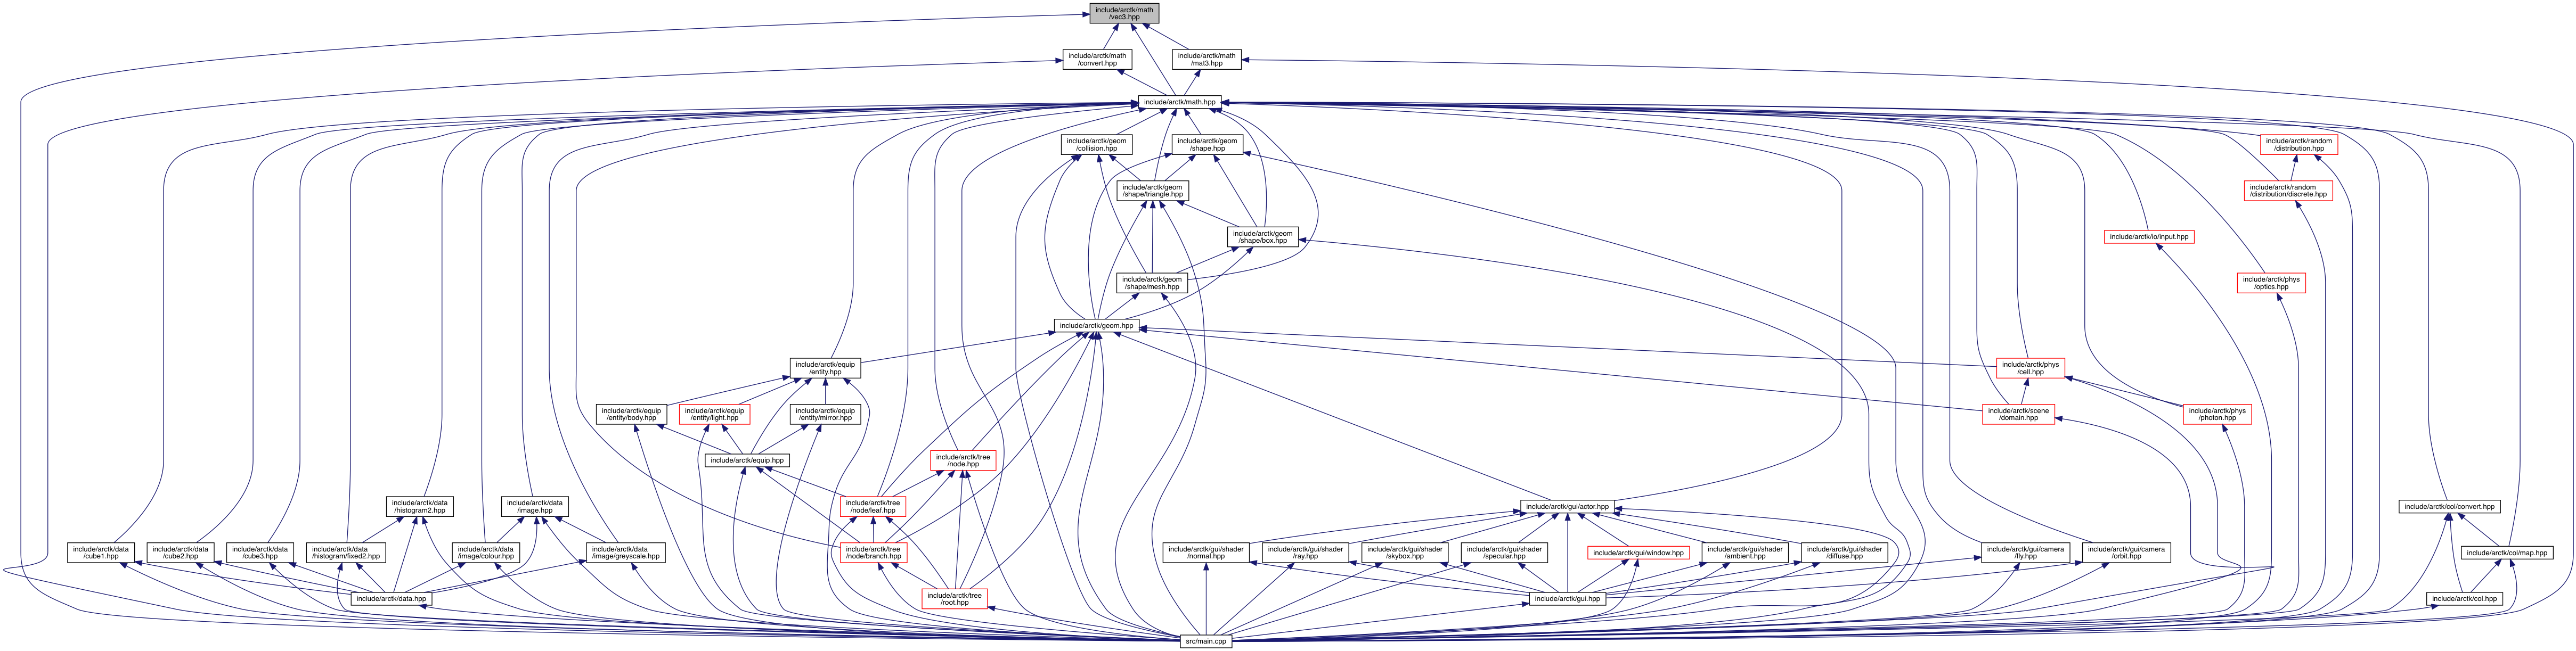 include/arctk/math
/vec3.hpp
include/arctk/math
/convert.hpp
include/arctk/math
/mat3.hpp
include/arctk/math.hpp
include/arctk/geom
/collision.hpp
include/arctk/geom
/shape.hpp
include/arctk/random
/distribution.hpp
include/arctk/geom
/shape/triangle.hpp
include/arctk/random
/distribution/discrete.hpp
include/arctk/geom
/shape/box.hpp
include/arctk/io/input.hpp
include/arctk/geom
/shape/mesh.hpp
include/arctk/phys
/optics.hpp
include/arctk/geom.hpp
include/arctk/equip
/entity.hpp
include/arctk/phys
/cell.hpp
include/arctk/equip
/entity/body.hpp
include/arctk/equip
/entity/light.hpp
include/arctk/equip
/entity/mirror.hpp
include/arctk/scene
/domain.hpp
include/arctk/phys
/photon.hpp
include/arctk/equip.hpp
include/arctk/tree
/node.hpp
include/arctk/data
/histogram2.hpp
include/arctk/data
/image.hpp
include/arctk/tree
/node/leaf.hpp
include/arctk/gui/actor.hpp
include/arctk/col/convert.hpp
include/arctk/data
/cube1.hpp
include/arctk/data
/cube2.hpp
include/arctk/data
/cube3.hpp
include/arctk/data
/histogram/fixed2.hpp
include/arctk/data
/image/colour.hpp
include/arctk/data
/image/greyscale.hpp
include/arctk/tree
/node/branch.hpp
include/arctk/gui/shader
/normal.hpp
include/arctk/gui/shader
/ray.hpp
include/arctk/gui/shader
/skybox.hpp
include/arctk/gui/shader
/specular.hpp
include/arctk/gui/window.hpp
include/arctk/gui/shader
/ambient.hpp
include/arctk/gui/shader
/diffuse.hpp
include/arctk/gui/camera
/fly.hpp
include/arctk/gui/camera
/orbit.hpp
include/arctk/col/map.hpp
include/arctk/data.hpp
include/arctk/tree
/root.hpp
include/arctk/gui.hpp
include/arctk/col.hpp
src/main.cpp